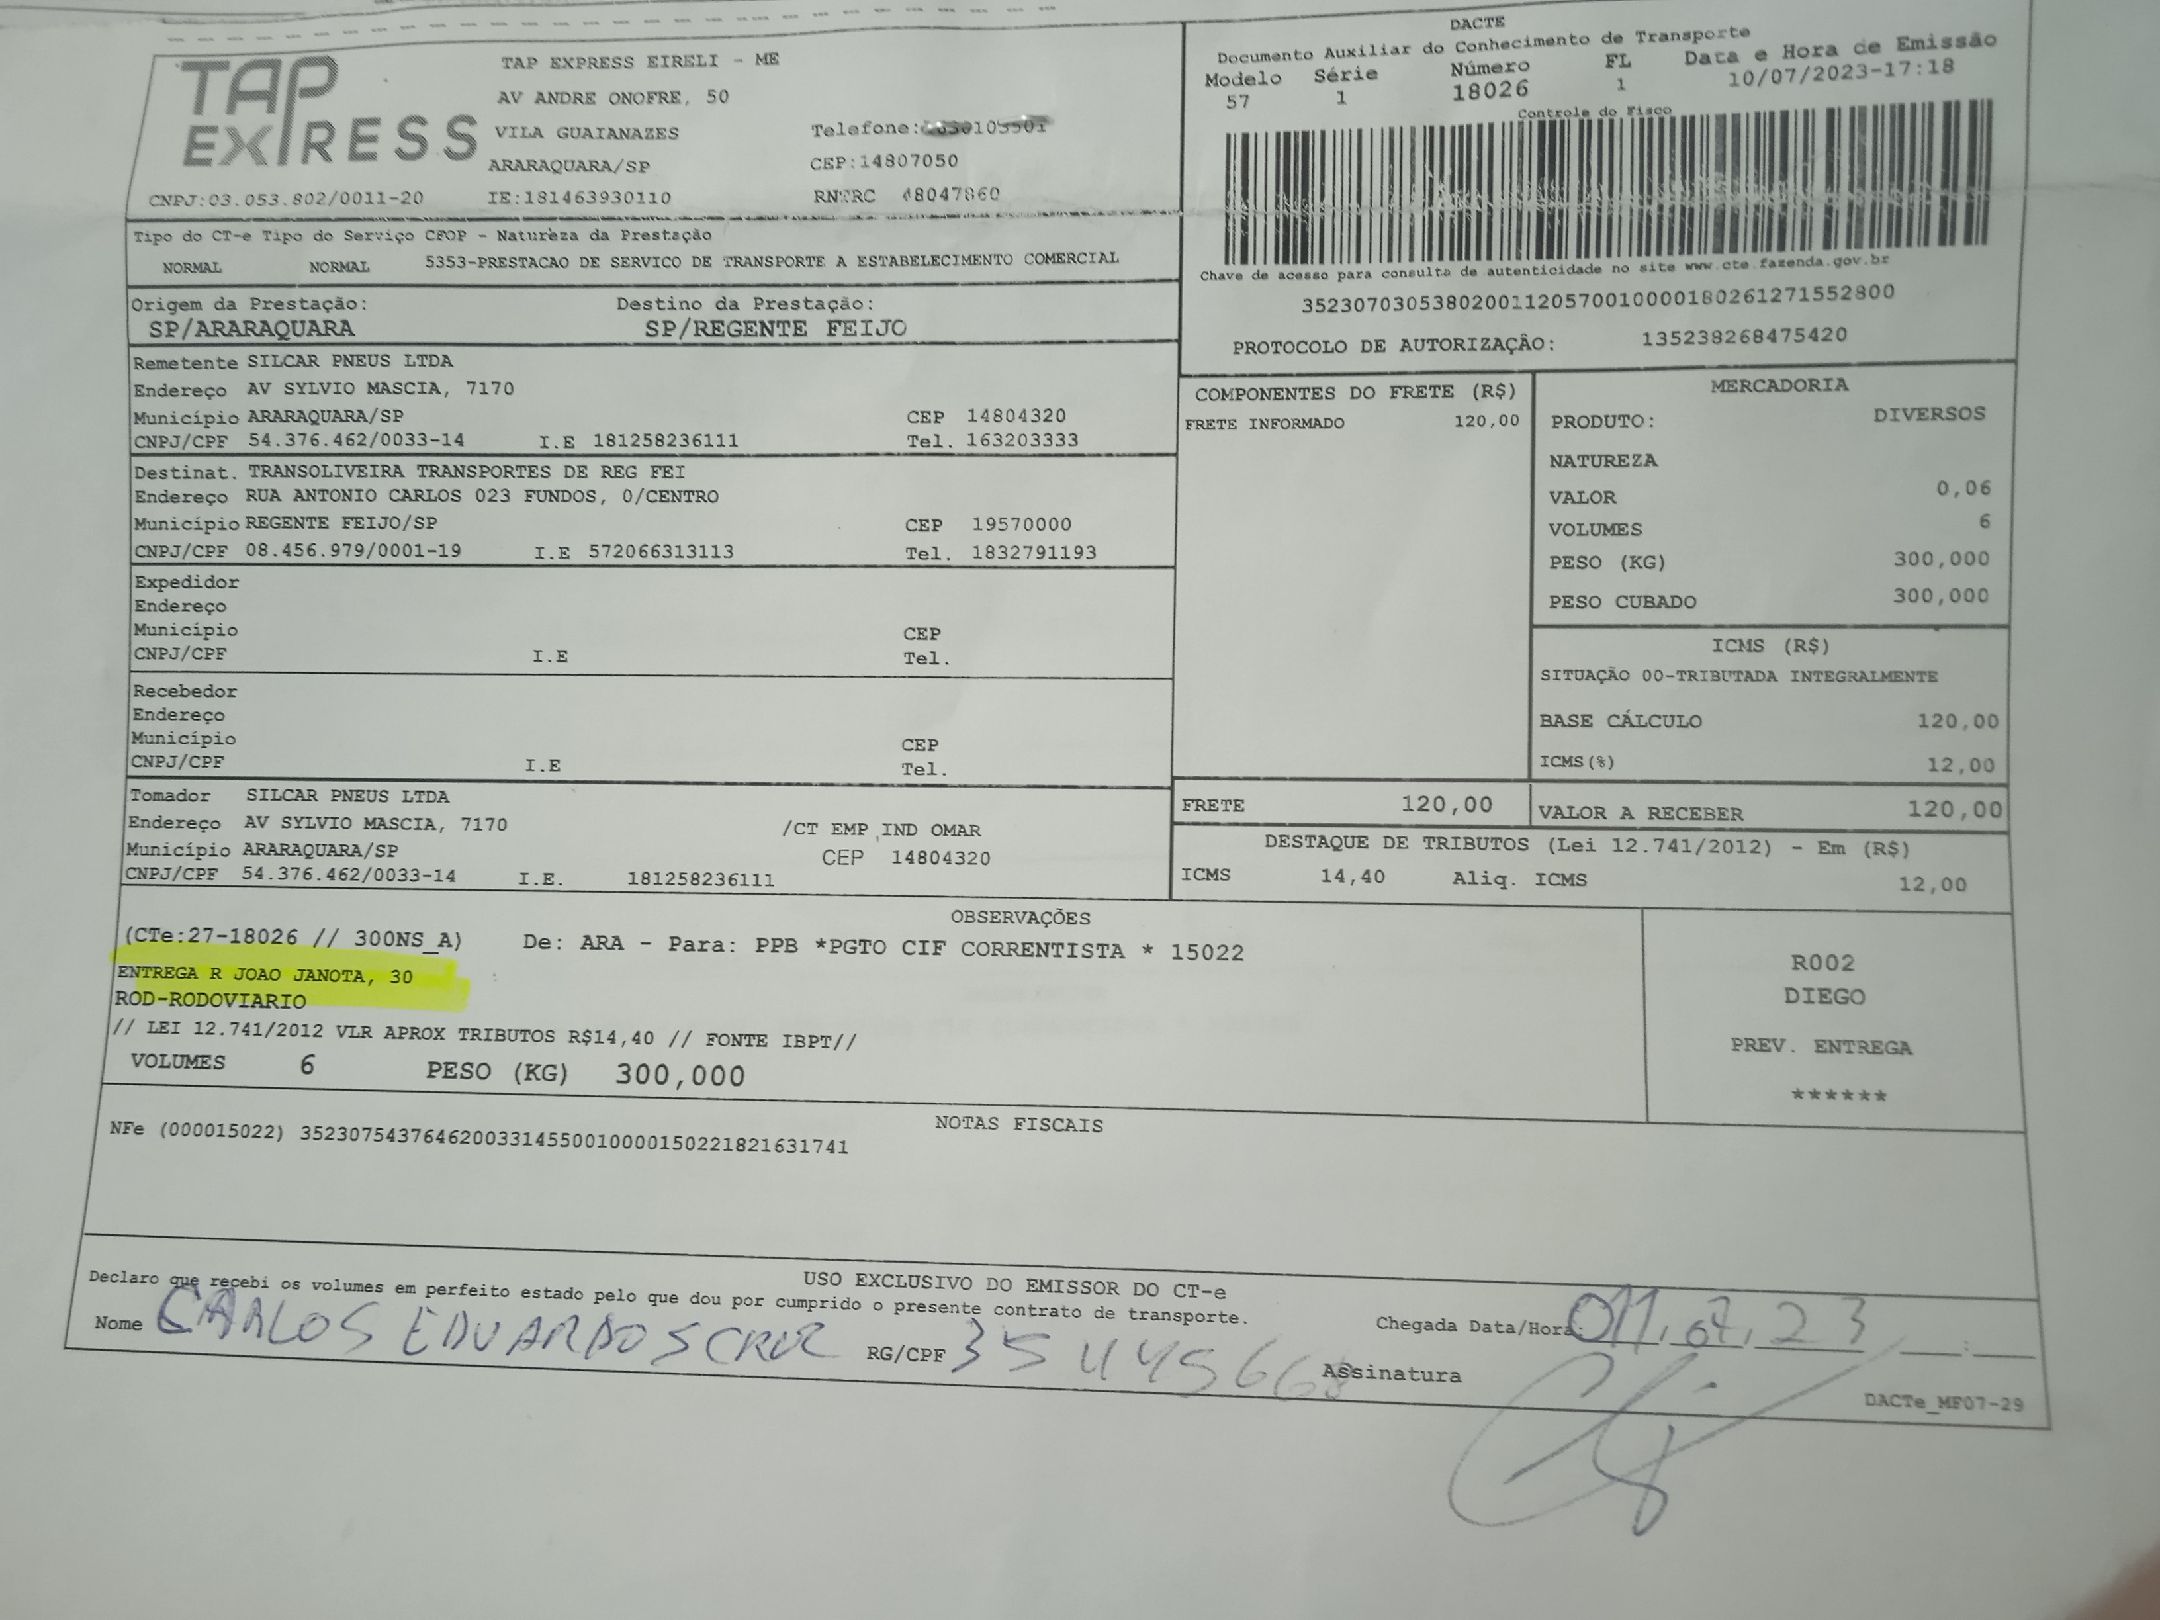 TAP
EXPRESS
TAP EXPRESS EIRELI - ME
AV ANDRE ONOFRE, 50
VILA GUAIANAZES
Telefone:
ARARAQUARA/SP
CEP:14807050
CNPJ:03.053.802/0011-20
IE:181463930110
RNTRC 48047860
DACTE
Documento Auxiliar do Conhecimento de Transporte
Modelo Série Número FL Data e Hora de Emissão
57 1 18026 1 10/07/2023-17:18
Controle do Fisco
Chave de acesso para consulta de autenticidade no site www.cte.fazenda.gov.br
35230703053802001120570010000180261271552800
PROTOCOLO DE AUTORIZAÇÃO: 135238268475420
Tipo do CT-e Tipo do Serviço CFOP - Natureza da Prestação
NORMAL NORMAL 5353-PRESTACAO DE SERVICO DE TRANSPORTE A ESTABELECIMENTO COMERCIAL
Origem da Prestação: Destino da Prestação:
SP/ARARAQUARA SP/REGENTE FEIJO
Remetente SILCAR PNEUS LTDA
Endereço AV SYLVIO MASCIA, 7170
Município ARARAQUARA/SP CEP 14804320
CNPJ/CPF 54.376.462/0033-14 I.E 181258236111 Tel. 163203333
Destinat. TRANSOLIVEIRA TRANSPORTES DE REG FEI
Endereço RUA ANTONIO CARLOS 023 FUNDOS, 0/CENTRO
Município REGENTE FEIJO/SP CEP 19570000
CNPJ/CPF 08.456.979/0001-19 I.E 572066313113 Tel. 1832791193
Expedidor
Endereço
Município CEP
CNPJ/CPF I.E Tel.
Recebedor
Endereço
Município CEP
CNPJ/CPF I.E Tel.
Tomador SILCAR PNEUS LTDA
Endereço AV SYLVIO MASCIA, 7170 /CT EMP IND OMAR
Município ARARAQUARA/SP CEP 14804320
CNPJ/CPF 54.376.462/0033-14 I.E. 181258236111
COMPONENTES DO FRETE (R$)
FRETE INFORMADO 120,00
MERCADORIA
PRODUTO: DIVERSOS
NATUREZA
VALOR 0,06
VOLUMES 6
PESO (KG) 300,000
PESO CUBADO 300,000
ICMS (R$)
SITUAÇÃO 00-TRIBUTADA INTEGRALMENTE
BASE CÁLCULO 120,00
ICMS(%) 12,00
FRETE 120,00 VALOR A RECEBER 120,00
DESTAQUE DE TRIBUTOS (Lei 12.741/2012) - Em (R$)
ICMS 14,40 Aliq. ICMS 12,00
OBSERVAÇÕES
(CTe:27-18026 // 300NS_A) De: ARA - Para: PPB *PGTO CIF CORRENTISTA * 15022
ENTREGA R JOAO JANOTA, 30
ROD-RODOVIARIO
// LEI 12.741/2012 VLR APROX TRIBUTOS R$14,40 // FONTE IBPT//
VOLUMES 6 PESO (KG) 300,000
R002
DIEGO
PREV. ENTREGA
******
NOTAS FISCAIS
NFe (000015022) 35230754376462003314550010000150221821631741
USO EXCLUSIVO DO EMISSOR DO CT-e
Declaro que recebi os volumes em perfeito estado pelo que dou por cumprido o presente contrato de transporte.
Nome CARLOS EDUARDO S CRUZ RG/CPF Assinatura
Chegada Data/Hora: 011.07.23 __:__
DACTe_MF07-29